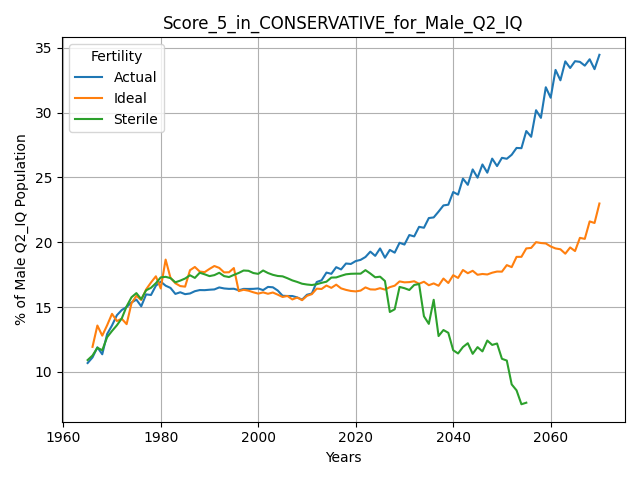 Score_5_in_CONSERVATIVE_for_Male_Q2_IQ
Fertility
Actual
Ideal
Sterile
% of Male Q2_IQ Population
35
30
25
20
15
10
1960
1980
2000
2020
2040
2060
Years